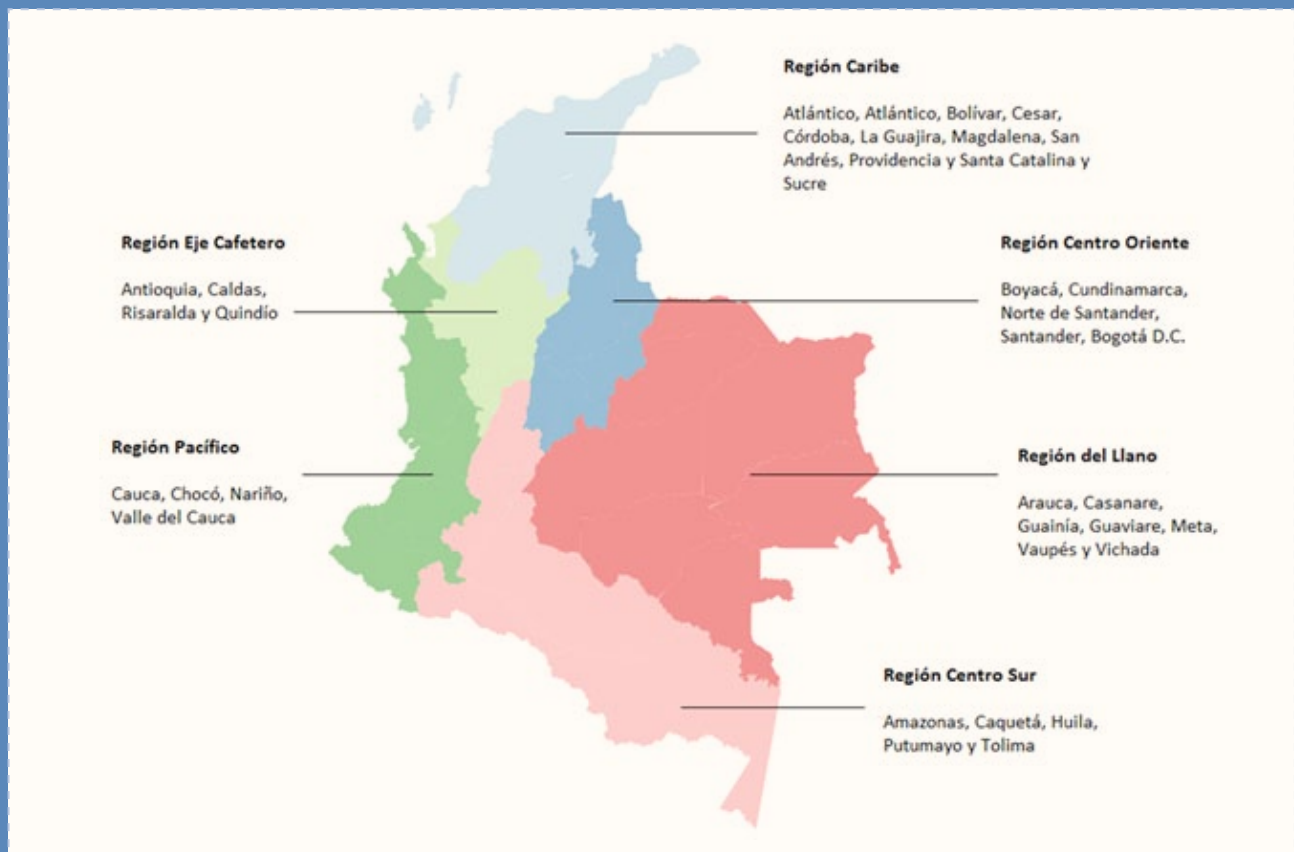 Región Caribe
Atlántico, Atlántico, Bolívar, Cesar,
Córdoba, La Guajira, Magdalena, San
Andrés, Providencia y Santa Catalina y
Sucre
Región Eje Cafetero
Antioquia, Caldas,
Risaralda y Quindío
Región Centro Oriente
Boyacá, Cundinamarca,
Norte de Santander,
Santander, Bogotá D.C.
Región Pacífico
Cauca, Chocó, Nariño,
Valle del Cauca
Región del Llano
Arauca, Casanare,
Guainía, Guaviare, Meta,
Vaupés y Vichada
Región Centro Sur
Amazonas, Caquetá, Huila,
Putumayo y Tolima